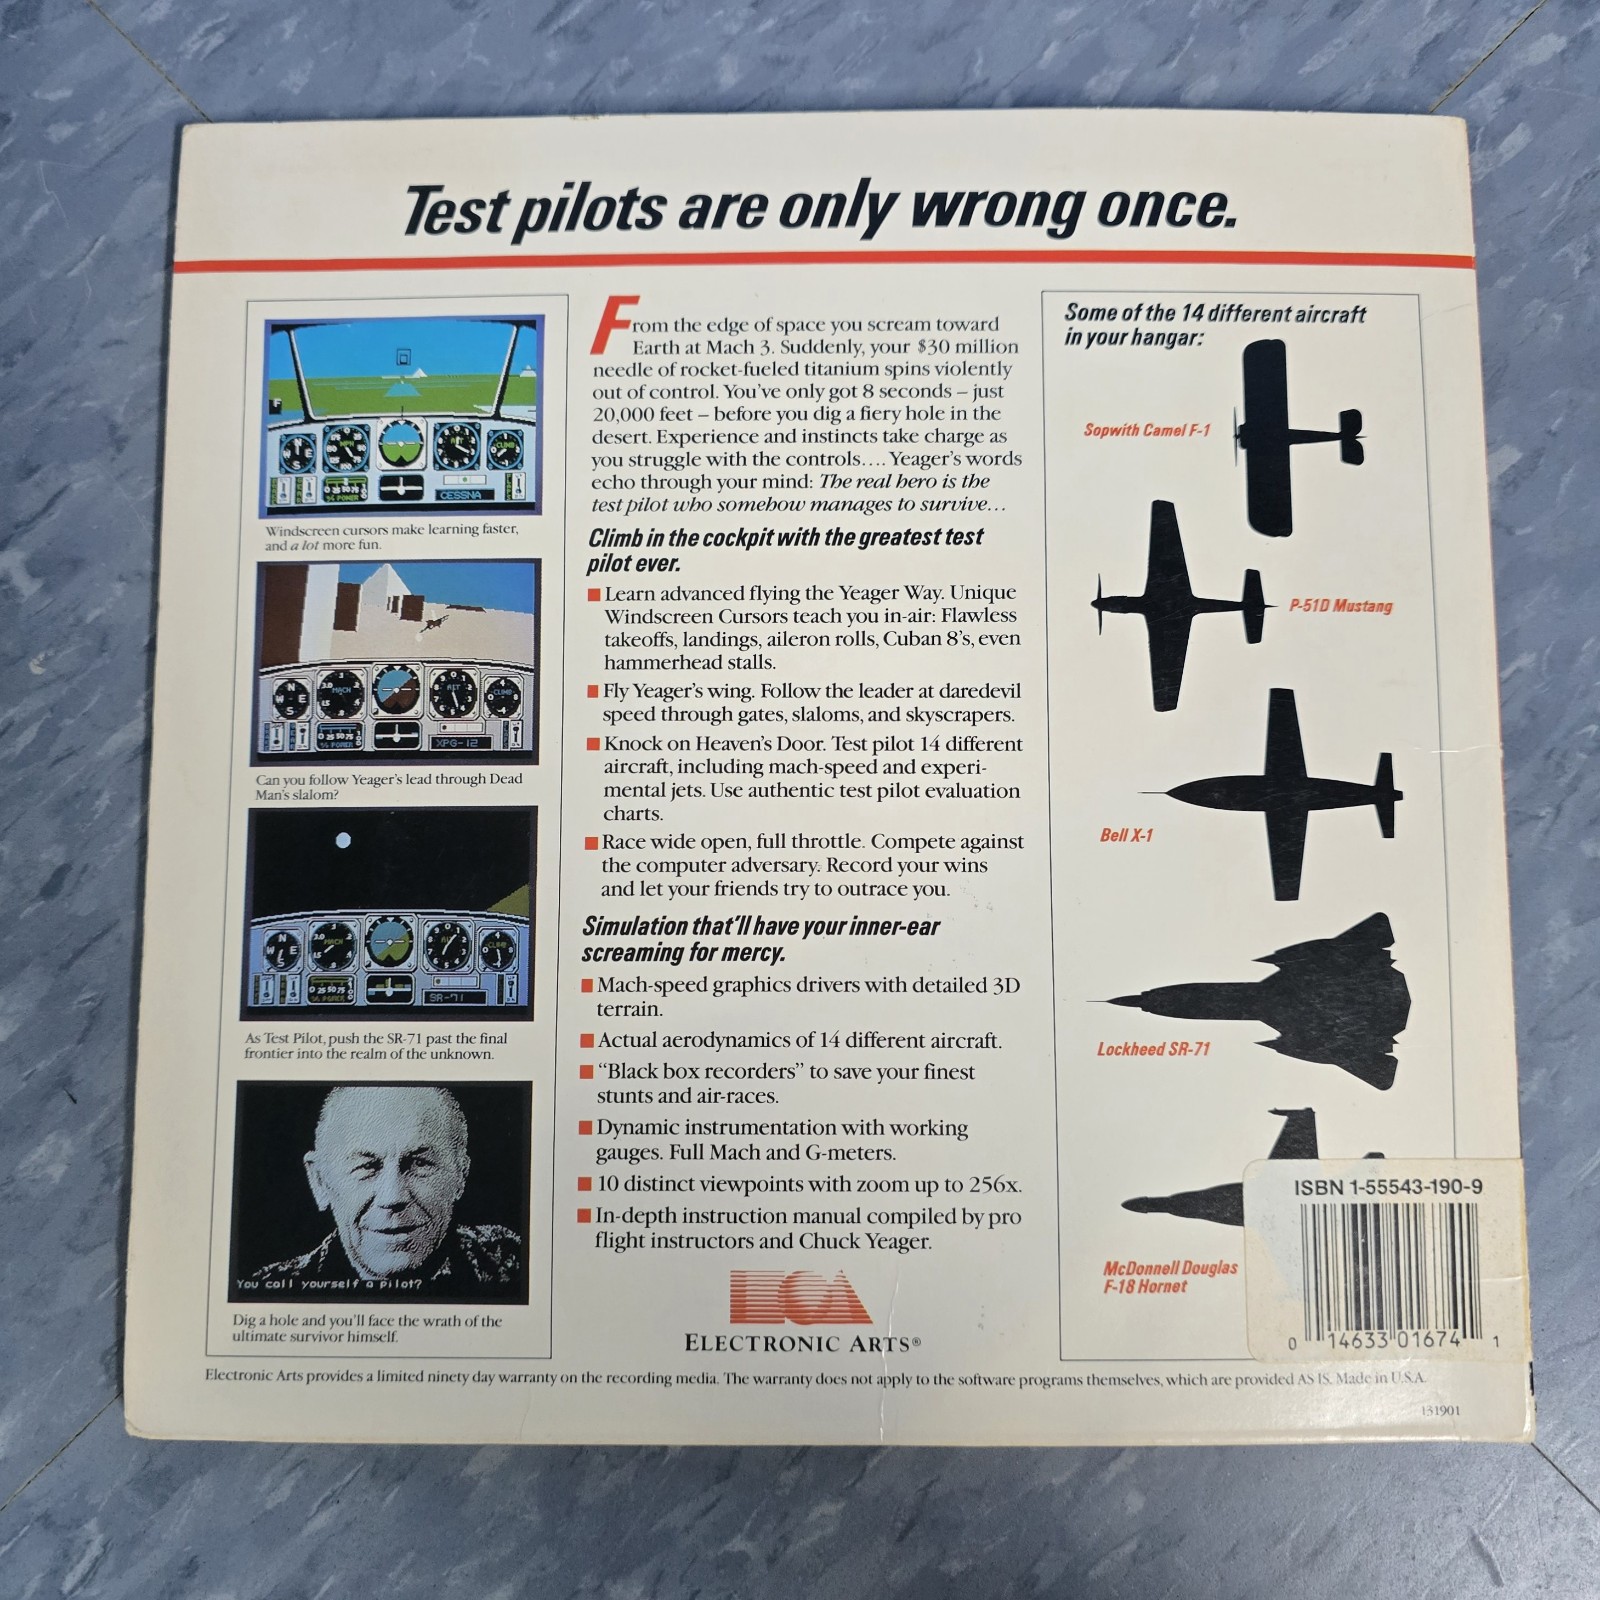 Test pilots are only wrong once.
CESSNA
Windscreen cursors make learning faster,
and a lot more fun.
XPG-12
Can you follow Yeager's lead through Dead
Man's slalom?
SR-71
As Test Pilot, push the SR-71 past the final
frontier into the realm of the unknown.
You call yourself a pilot?
Dig a hole and you'll face the wrath of the
ultimate survivor himself.
From the edge of space you scream toward
Earth at Mach 3. Suddenly, your $30 million
needle of rocket-fueled titanium spins violently
out of control. You've only got 8 seconds – just
20,000 feet – before you dig a fiery hole in the
desert. Experience and instincts take charge as
you struggle with the controls.... Yeager's words
echo through your mind: The real hero is the
test pilot who somehow manages to survive...
Climb in the cockpit with the greatest test
pilot ever.
Learn advanced flying the Yeager Way. Unique
Windscreen Cursors teach you in-air: Flawless
takeoffs, landings, aileron rolls, Cuban 8's, even
hammerhead stalls.
Fly Yeager's wing. Follow the leader at daredevil
speed through gates, slaloms, and skyscrapers.
Knock on Heaven's Door. Test pilot 14 different
aircraft, including mach-speed and experi-
mental jets. Use authentic test pilot evaluation
charts.
Race wide open, full throttle. Compete against
the computer adversary. Record your wins
and let your friends try to outrace you.
Simulation that'll have your inner-ear
screaming for mercy.
Mach-speed graphics drivers with detailed 3D
terrain.
Actual aerodynamics of 14 different aircraft.
“Black box recorders” to save your finest
stunts and air-races.
Dynamic instrumentation with working
gauges. Full Mach and G-meters.
10 distinct viewpoints with zoom up to 256x.
In-depth instruction manual compiled by pro
flight instructors and Chuck Yeager.
ELECTRONIC ARTS®
Some of the 14 different aircraft
in your hangar:
Sopwith Camel F-1
P-51D Mustang
Bell X-1
Lockheed SR-71
McDonnell Douglas
F-18 Hornet
ISBN 1-55543-190-9
0 14633 01674 1
Electronic Arts provides a limited ninety day warranty on the recording media. The warranty does not apply to the software programs themselves, which are provided AS IS. Made in U.S.A.
131901